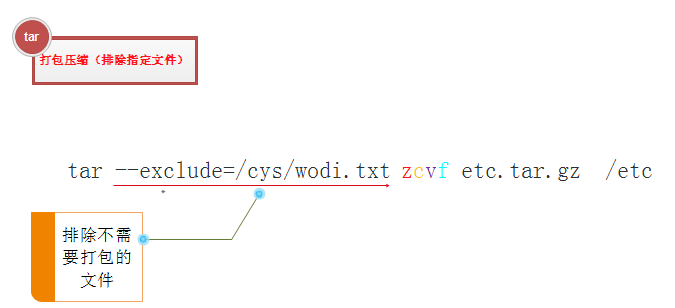 tar
打包压缩（排除指定文件）
tar --exclude=/cys/wodi.txt zcvf etc.tar.gz /etc
排除不需
要打包的
文件